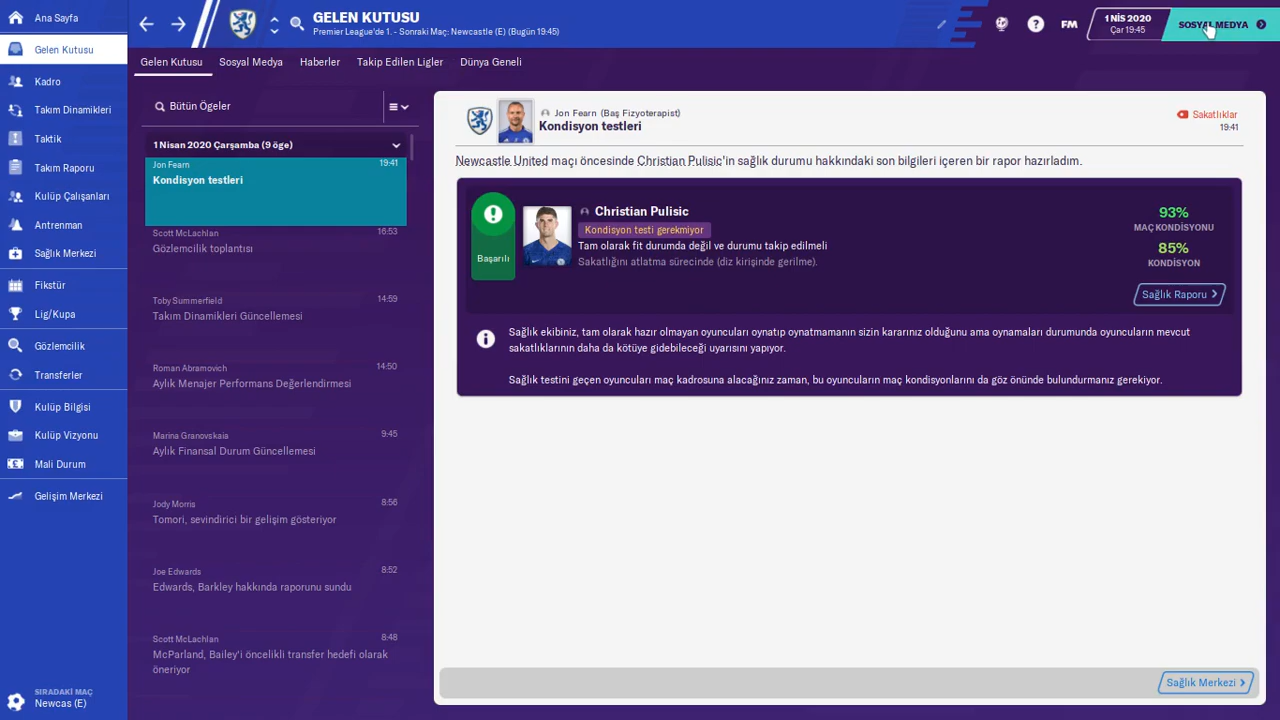 Ana Sayfa
Gelen Kutusu
Kadro
Takım Dinamikleri
Taktik
Takım Raporu
Kulüp Çalışanları
Antrenman
Sağlık Merkezi
Fikstür
Lig/Kupa
Gözlemcilik
Transferler
Kulüp Bilgisi
Kulüp Vizyonu
Mali Durum
Gelişim Merkezi
SIRADAKİ MAÇ
Newcas (E)
GELEN KUTUSU
Premier League'de 1. - Sonraki Maç: Newcastle (E) (Bugün 19:45)
FM
1 NİS 2020
Çar 19:45
SOSYAL MEDYA
Gelen Kutusu Sosyal Medya Haberler Takip Edilen Ligler Dünya Geneli
Bütün Ögeler
1 Nisan 2020 Çarşamba (9 öge)
Jon Fearn 19:41
Kondisyon testleri
Scott McLachlan 16:53
Gözlemcilik toplantısı
Toby Summerfield 14:59
Takım Dinamikleri Güncellemesi
Roman Abramovich 14:50
Aylık Menajer Performans Değerlendirmesi
Marina Granovskaia 9:45
Aylık Finansal Durum Güncellemesi
Jody Morris 8:56
Tomori, sevindirici bir gelişim gösteriyor
Joe Edwards 8:52
Edwards, Barkley hakkında raporunu sundu
Scott McLachlan 8:48
McParland, Bailey'i öncelikli transfer hedefi olarak
öneriyor
Jon Fearn (Baş Fizyoterapist)
Kondisyon testleri
Sakatlıklar
19:41
Newcastle United maçı öncesinde Christian Pulisic'in sağlık durumu hakkındaki son bilgileri içeren bir rapor hazırladım.
Başarılı
Christian Pulisic
Kondisyon testi gerekmiyor
Tam olarak fit durumda değil ve durumu takip edilmeli
Sakatlığını atlatma sürecinde (diz kirişinde gerilme).
93%
MAÇ KONDİSYONU
85%
KONDİSYON
Sağlık Raporu
Sağlık ekibiniz, tam olarak hazır olmayan oyuncuları oynatıp oynatmamanın sizin kararınız olduğunu ama oynamaları durumunda oyuncuların mevcut
sakatlıklarının daha da kötüye gidebileceği uyarısını yapıyor.
Sağlık testini geçen oyuncuları maç kadrosuna alacağınız zaman, bu oyuncuların maç kondisyonlarını da göz önünde bulundurmanız gerekiyor.
Sağlık Merkezi